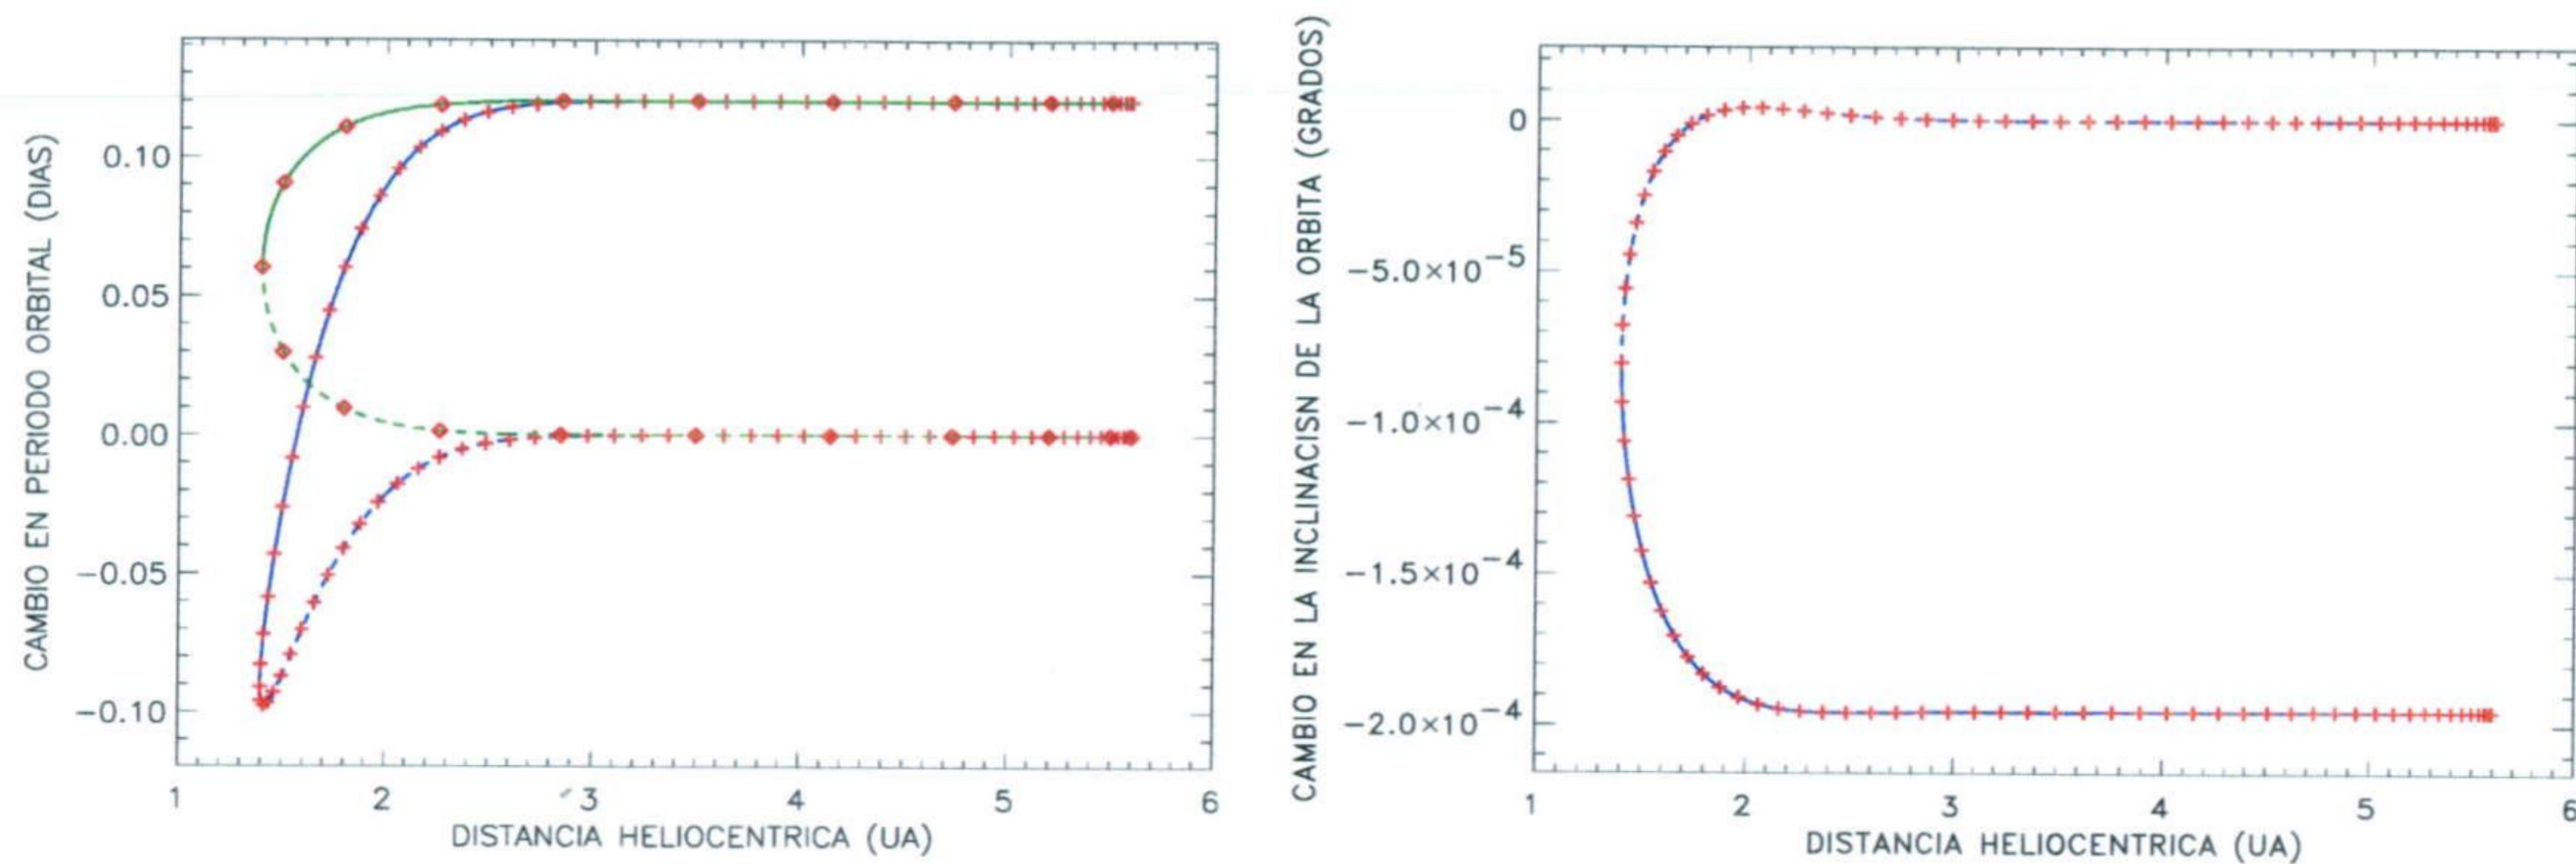 CAMBIO EN PERIODO ORBITAL (DIAS)
0.10
0.05
0.00
−0.05
−0.10
1 2 3 4 5 6
DISTANCIA HELIOCENTRICA (UA)
CAMBIO EN LA INCLINACISN DE LA ORBITA (GRADOS)
0
−5.0×10⁻⁵
−1.0×10⁻⁴
−1.5×10⁻⁴
−2.0×10⁻⁴
1 2 3 4 5 6
DISTANCIA HELIOCENTRICA (UA)